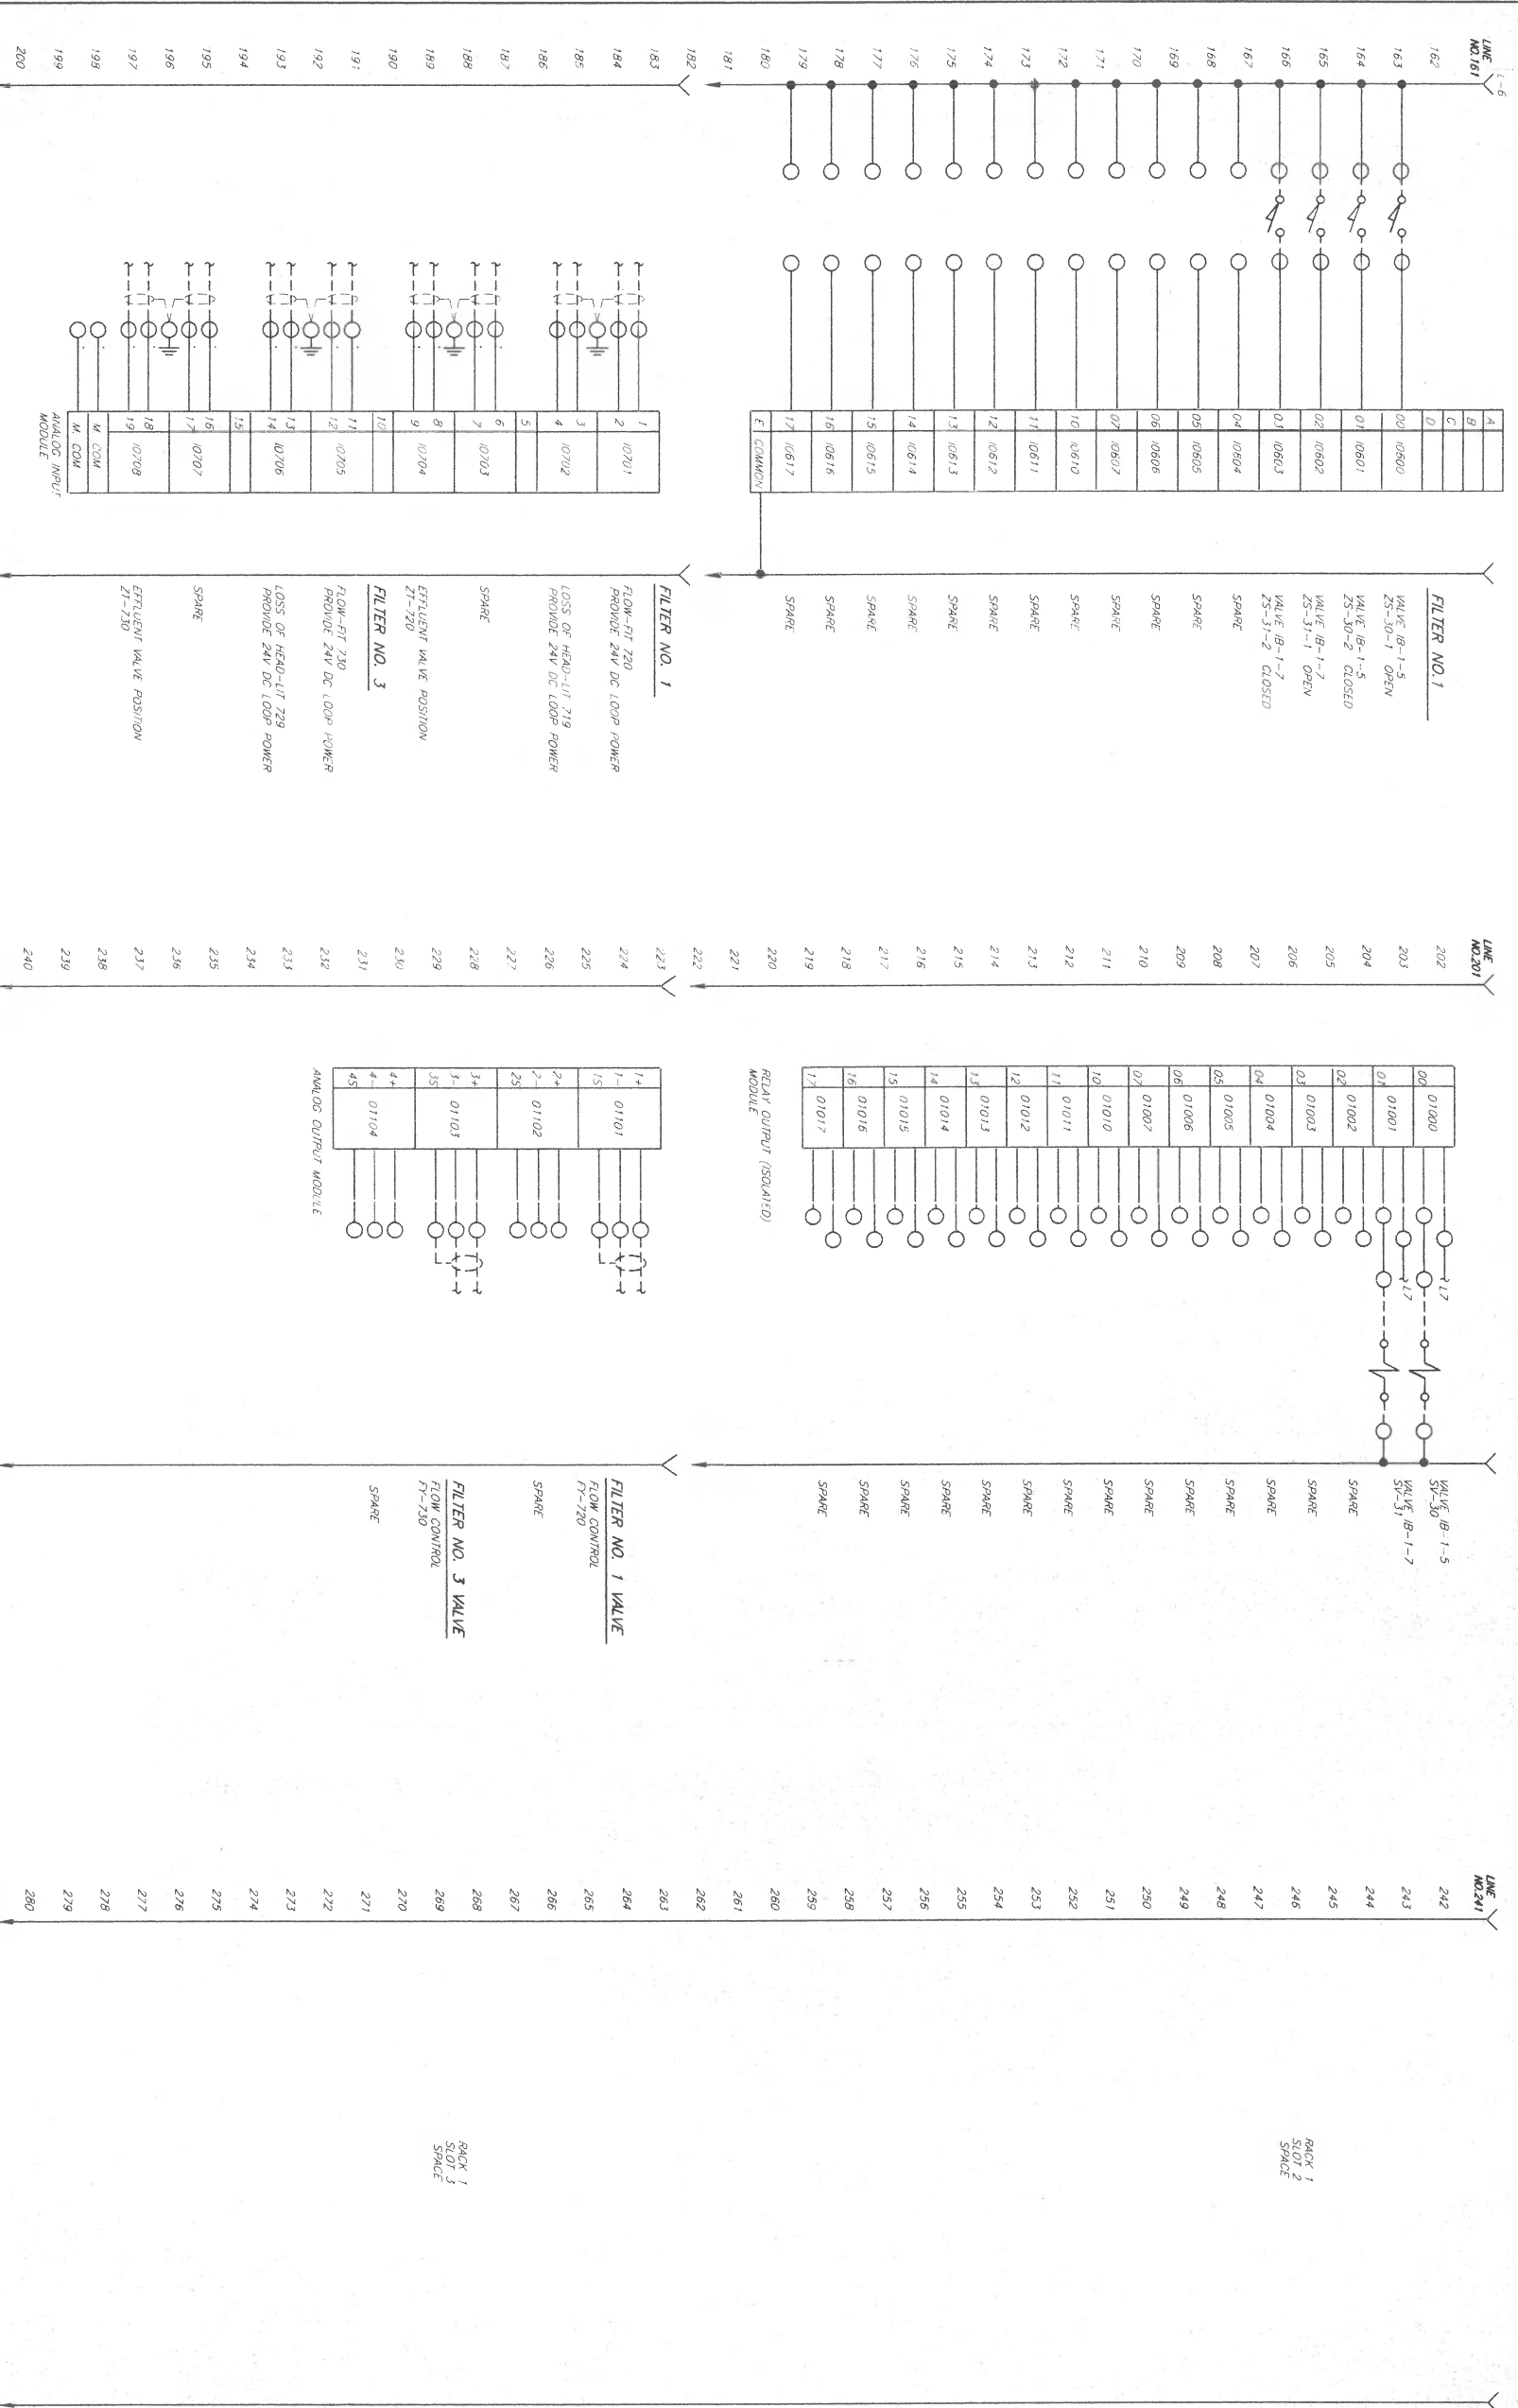 L-6
LINE
NO.161
162
163
164
165
166
167
168
169
170
171
172
173
174
175
176
177
178
179
180
181
182
183
184
185
186
187
188
189
190
191
192
193
194
195
196
197
198
199
200
A
B
C
D
00 I0600
01 I0601
02 I0602
03 I0603
04 I0604
05 I0605
06 I0606
07 I0607
10 I0610
11 I0611
12 I0612
13 I0613
14 I0614
15 I0615
16 I0616
17 I0617
E COMMON
FILTER NO.1
VALVE IB-1-5
ZS-30-1 OPEN
VALVE IB-1-5
ZS-30-2 CLOSED
VALVE IB-1-7
ZS-31-1 OPEN
VALVE IB-1-7
ZS-31-2 CLOSED
SPARE
SPARE
SPARE
SPARE
SPARE
SPARE
SPARE
SPARE
SPARE
SPARE
SPARE
SPARE
1
2
I0701
3
4
I0702
5
6
7
I0703
8
9
I0704
10
11
12
I0705
13
14
I0706
15
16
17
I0707
18
19
I0708
M. COM
M. COM
ANALOG INPUT
MODULE
FILTER NO. 1
FLOW-FIT 720
PROVIDE 24V DC LOOP POWER
LOSS OF HEAD-LIT 719
PROVIDE 24V DC LOOP POWER
SPARE
EFFLUENT VALVE POSITION
ZT-720
FILTER NO. 3
FLOW-FIT 730
PROVIDE 24V DC LOOP POWER
LOSS OF HEAD-LIT 729
PROVIDE 24V DC LOOP POWER
SPARE
EFFLUENT VALVE POSITION
ZT-730
LINE
NO.201
202
203
204
205
206
207
208
209
210
211
212
213
214
215
216
217
218
219
220
221
222
223
224
225
226
227
228
229
230
231
232
233
234
235
236
237
238
239
240
00 O1000
01 O1001
02 O1002
03 O1003
04 O1004
05 O1005
06 O1006
07 O1007
10 O1010
11 O1011
12 O1012
13 O1013
14 O1014
15 O1015
16 O1016
17 O1017
RELAY OUTPUT (ISOLATED)
MODULE
L7
L7
VALVE IB-1-5
SV-30
VALVE IB-1-7
SV-31
SPARE
SPARE
SPARE
SPARE
SPARE
SPARE
SPARE
SPARE
SPARE
SPARE
SPARE
SPARE
SPARE
SPARE
1+
1-
1S
O1101
2+
2-
2S
O1102
3+
3-
3S
O1103
4+
4-
4S
O1104
ANALOG OUTPUT MODULE
FILTER NO. 1 VALVE
FLOW CONTROL
FY-720
SPARE
FILTER NO. 3 VALVE
FLOW CONTROL
FY-730
SPARE
LINE
NO.241
242
243
244
245
246
247
248
249
250
251
252
253
254
255
256
257
258
259
260
261
262
263
264
265
266
267
268
269
270
271
272
273
274
275
276
277
278
279
280
RACK 1
SLOT 2
SPACE
RACK 1
SLOT 3
SPACE